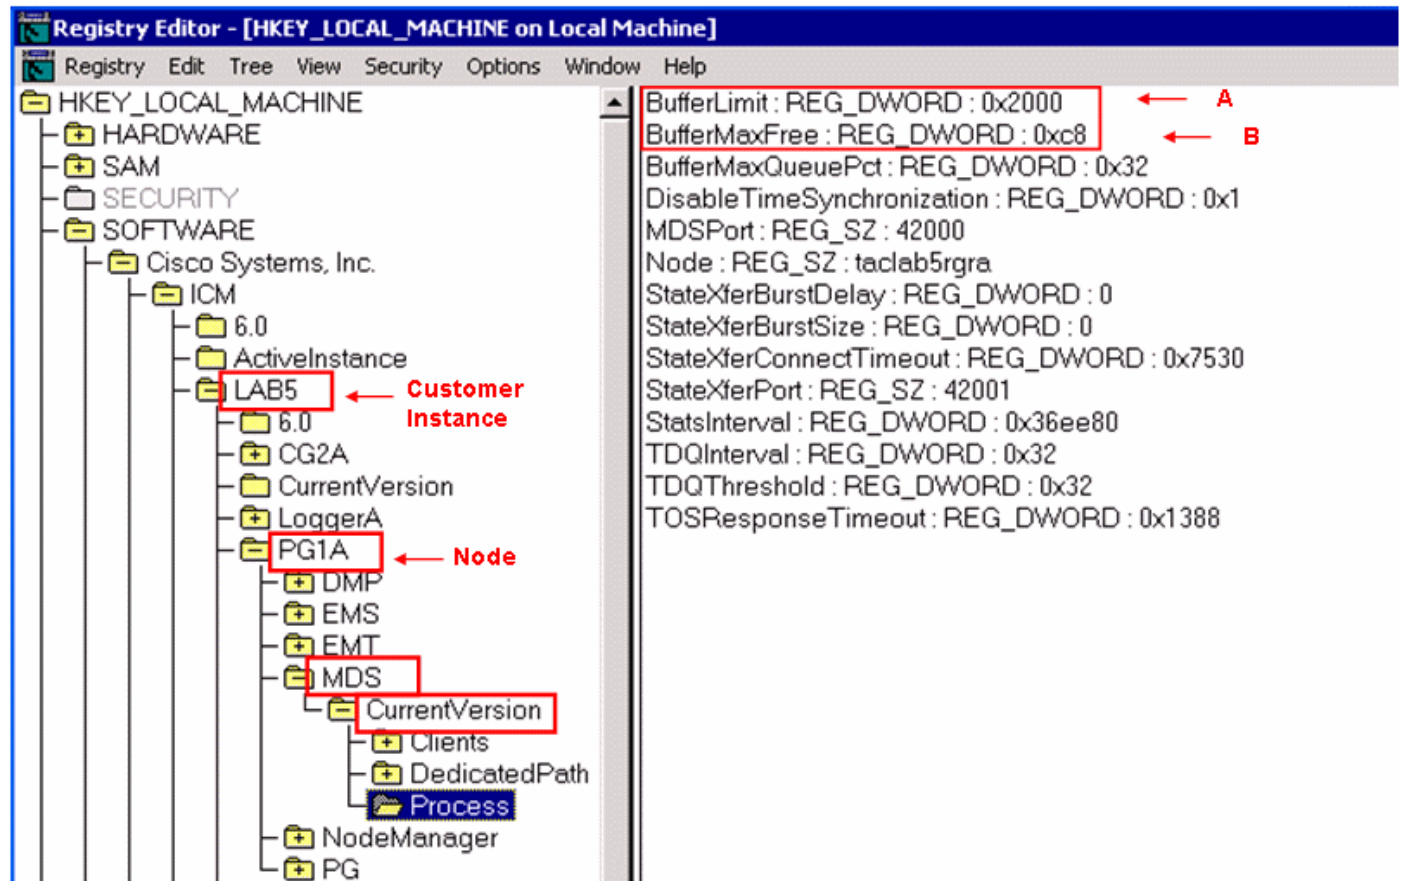 Registry Editor - [HKEY_LOCAL_MACHINE on Local Machine]
Registry Edit Tree View Security Options Window Help
HKEY_LOCAL_MACHINE
HARDWARE
SAM
SECURITY
SOFTWARE
Cisco Systems, Inc.
ICM
6.0
ActiveInstance
LAB5
Customer
Instance
6.0
CG2A
CurrentVersion
LoggerA
PG1A
Node
DMP
EMS
EMT
MDS
CurrentVersion
Clients
DedicatedPath
Process
NodeManager
PG
BufferLimit : REG_DWORD : 0x2000
A
BufferMaxFree : REG_DWORD : 0xc8
B
BufferMaxQueuePct : REG_DWORD : 0x32
DisableTimeSynchronization : REG_DWORD : 0x1
MDSPort : REG_SZ : 42000
Node : REG_SZ : taclab5rgra
StateXferBurstDelay : REG_DWORD : 0
StateXferBurstSize : REG_DWORD : 0
StateXferConnectTimeout : REG_DWORD : 0x7530
StateXferPort : REG_SZ : 42001
StatsInterval : REG_DWORD : 0x36ee80
TDQInterval : REG_DWORD : 0x32
TDQThreshold : REG_DWORD : 0x32
TOSResponseTimeout : REG_DWORD : 0x1388